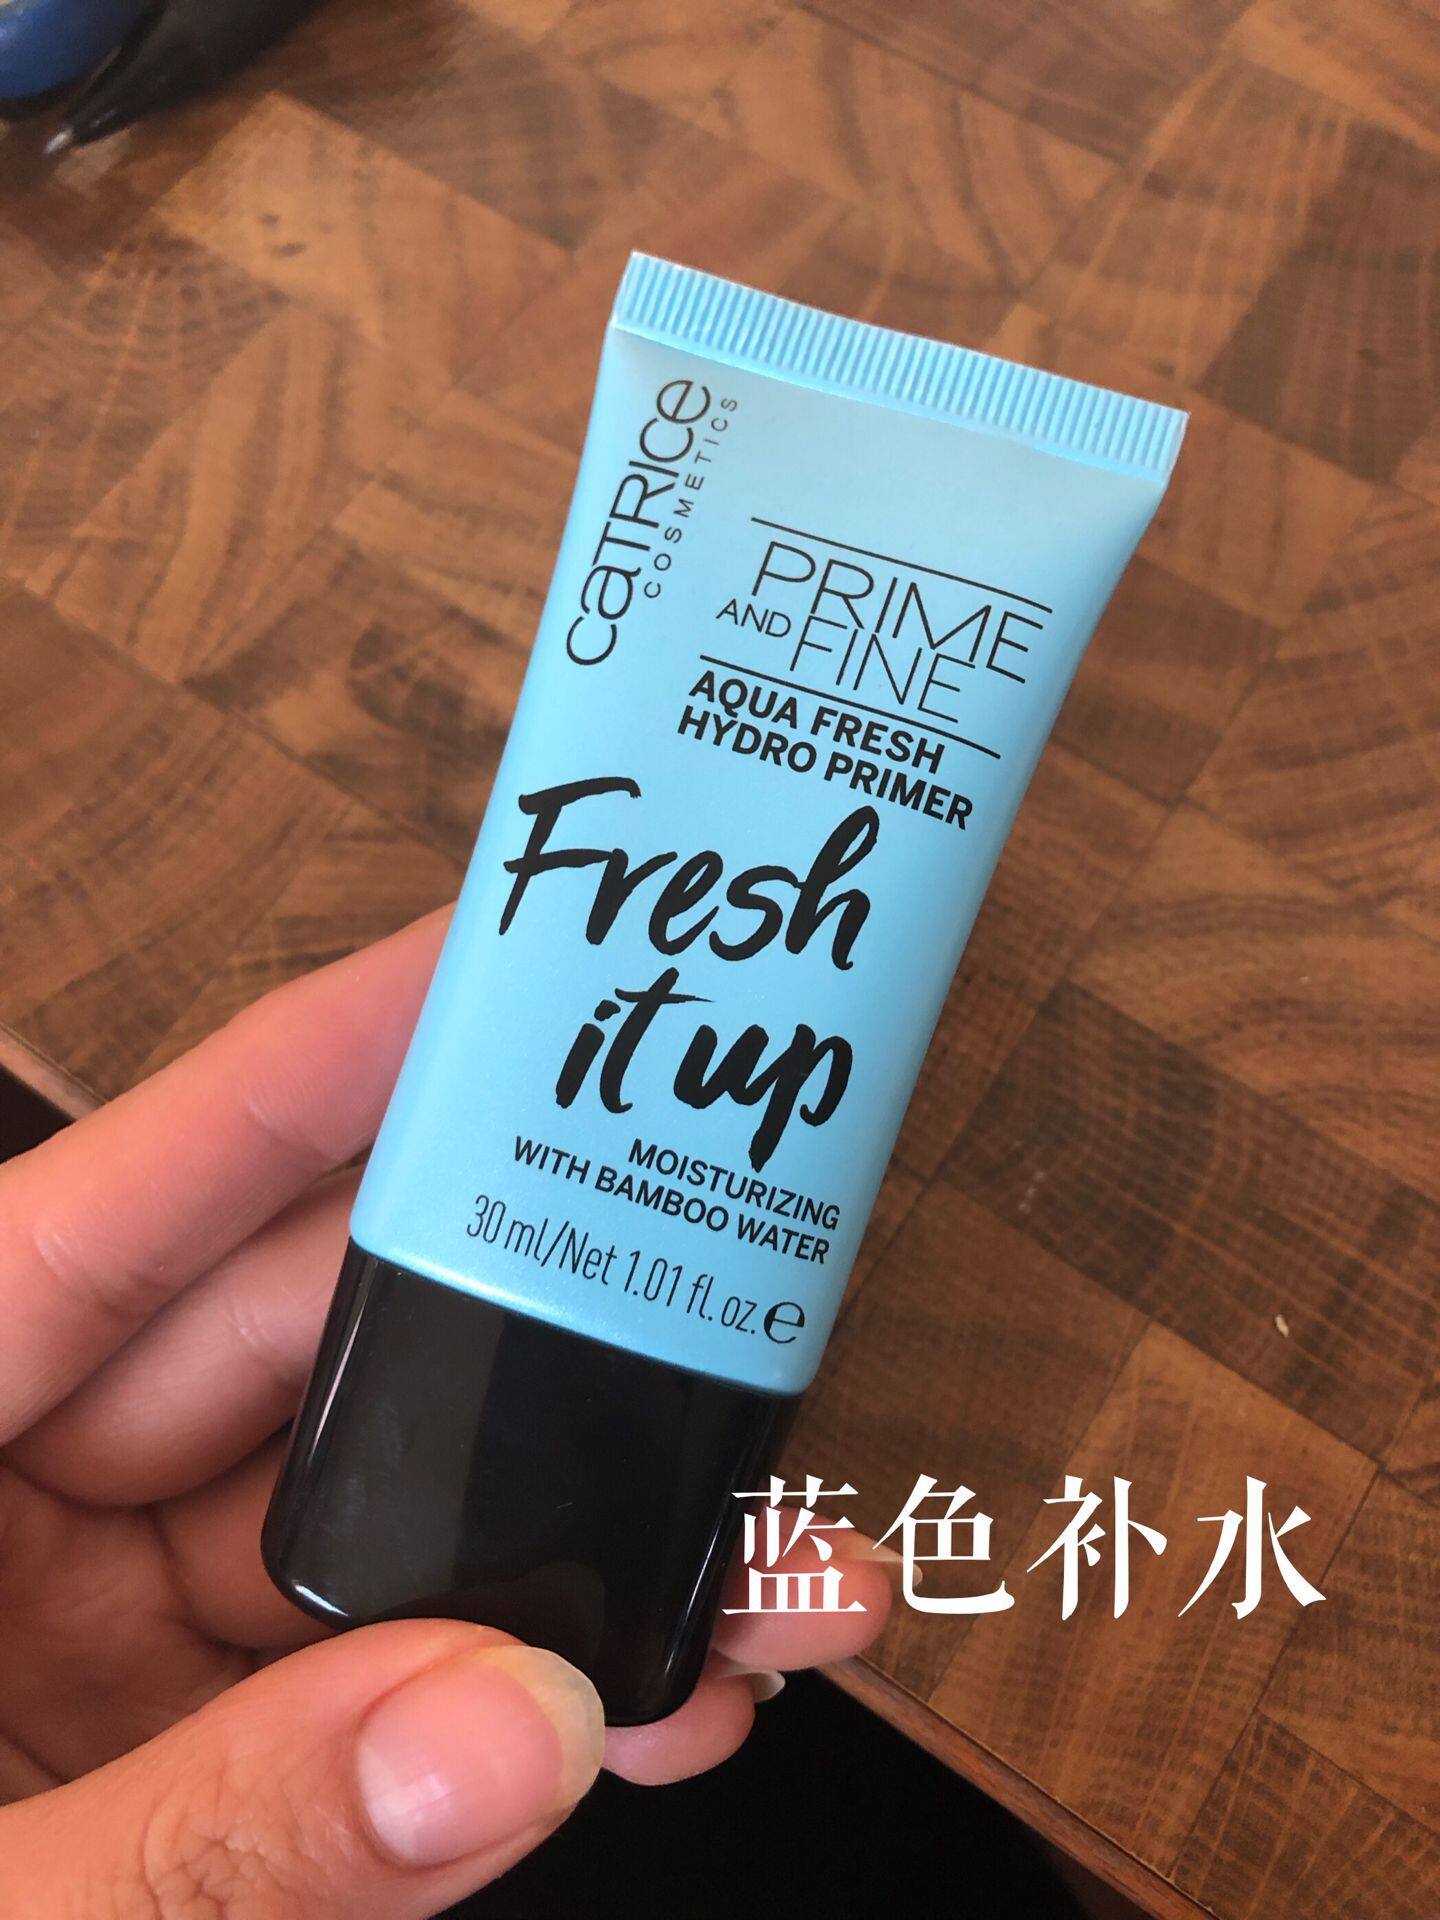 CATRICE
COSMETICS
PRIME
AND FINE
AQUA FRESH
HYDRO PRIMER
Fresh
it up
MOISTURIZING
WITH BAMBOO WATER
30 ml/Net 1.01 fl. oz. ℮
蓝色补水